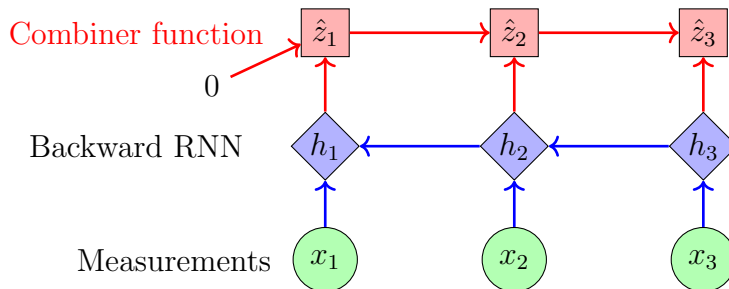 Combiner function ẑ₁ ẑ₂ ẑ₃
0
Backward RNN h₁ h₂ h₃
Measurements x₁ x₂ x₃